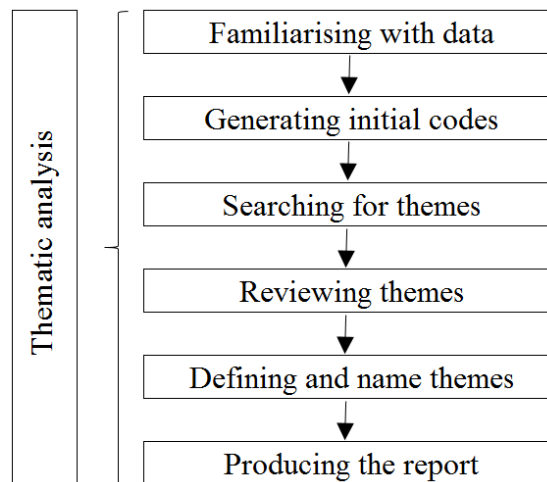 Thematic analysis
Familiarising with data
Generating initial codes
Searching for themes
Reviewing themes
Defining and name themes
Producing the report